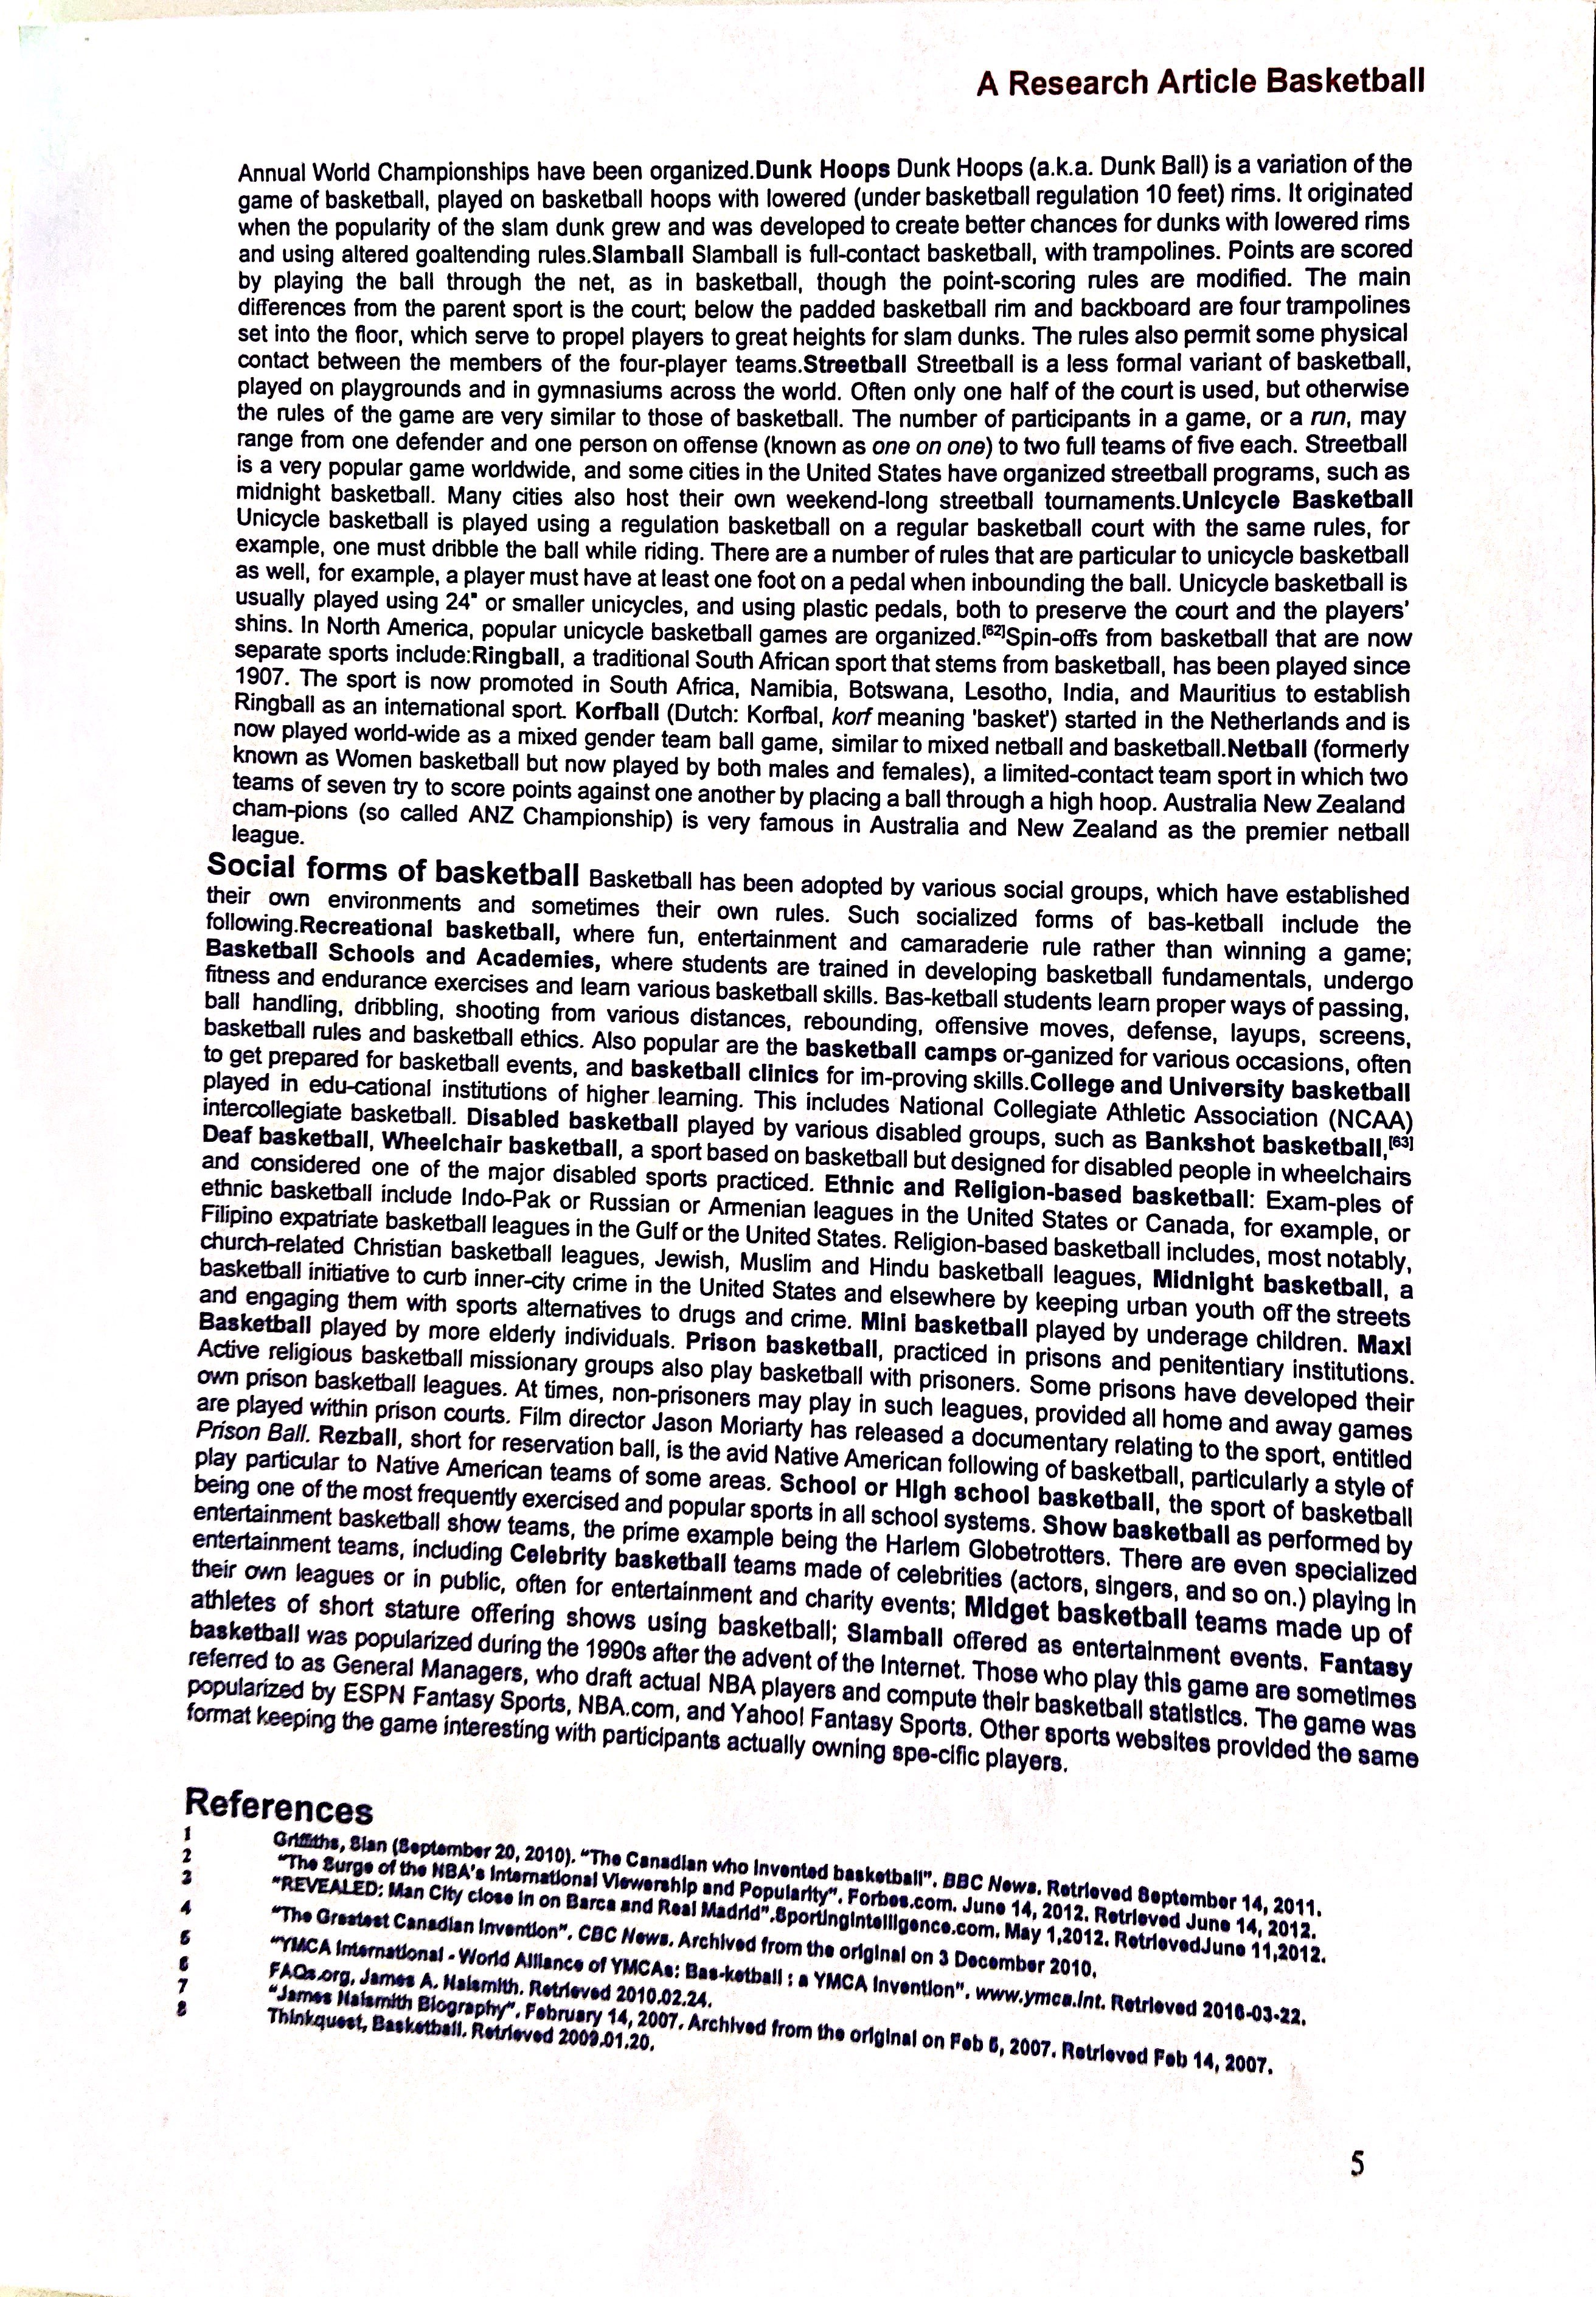 A Research Article Basketball
Annual World Championships have been organized.Dunk Hoops Dunk Hoops (a.k.a. Dunk Ball) is a variation of the
game of basketball, played on basketball hoops with lowered (under basketball regulation 10 feet) rims. It originated
when the popularity of the slam dunk grew and was developed to create better chances for dunks with lowered rims
and using altered goaltending rules.Slamball Slamball is full-contact basketball, with trampolines. Points are scored
by playing the ball through the net, as in basketball, though the point-scoring rules are modified. The main
differences from the parent sport is the court; below the padded basketball rim and backboard are four trampolines
set into the floor, which serve to propel players to great heights for slam dunks. The rules also permit some physical
contact between the members of the four-player teams.Streetball Streetball is a less formal variant of basketball,
played on playgrounds and in gymnasiums across the world. Often only one half of the court is used, but otherwise
the rules of the game are very similar to those of basketball. The number of participants in a game, or a run, may
range from one defender and one person on offense (known as one on one) to two full teams of five each. Streetball
is a very popular game worldwide, and some cities in the United States have organized streetball programs, such as
midnight basketball. Many cities also host their own weekend-long streetball tournaments.Unicycle Basketball
Unicycle basketball is played using a regulation basketball on a regular basketball court with the same rules, for
example, one must dribble the ball while riding. There are a number of rules that are particular to unicycle basketball
as well, for example, a player must have at least one foot on a pedal when inbounding the ball. Unicycle basketball is
usually played using 24" or smaller unicycles, and using plastic pedals, both to preserve the court and the players'
shins. In North America, popular unicycle basketball games are organized.[62]Spin-offs from basketball that are now
separate sports include:Ringball, a traditional South African sport that stems from basketball, has been played since
1907. The sport is now promoted in South Africa, Namibia, Botswana, Lesotho, India, and Mauritius to establish
Ringball as an international sport. Korfball (Dutch: Korfbal, korf meaning 'basket') started in the Netherlands and is
now played world-wide as a mixed gender team ball game, similar to mixed netball and basketball.Netball (formerly
known as Women basketball but now played by both males and females), a limited-contact team sport in which two
teams of seven try to score points against one another by placing a ball through a high hoop. Australia New Zealand
cham-pions (so called ANZ Championship) is very famous in Australia and New Zealand as the premier netball
league.
Social forms of basketball Basketball has been adopted by various social groups, which have established
their own environments and sometimes their own rules. Such socialized forms of bas-ketball include the
following.Recreational basketball, where fun, entertainment and camaraderie rule rather than winning a game;
Basketball Schools and Academies, where students are trained in developing basketball fundamentals, undergo
fitness and endurance exercises and learn various basketball skills. Bas-ketball students learn proper ways of passing,
ball handling, dribbling, shooting from various distances, rebounding, offensive moves, defense, layups, screens,
basketball rules and basketball ethics. Also popular are the basketball camps or-ganized for various occasions, often
to get prepared for basketball events, and basketball clinics for im-proving skills.College and University basketball
played in edu-cational institutions of higher learning. This includes National Collegiate Athletic Association (NCAA)
intercollegiate basketball. Disabled basketball played by various disabled groups, such as Bankshot basketball,[63]
Deaf basketball, Wheelchair basketball, a sport based on basketball but designed for disabled people in wheelchairs
and considered one of the major disabled sports practiced. Ethnic and Religion-based basketball: Exam-ples of
ethnic basketball include Indo-Pak or Russian or Armenian leagues in the United States or Canada, for example, or
Filipino expatriate basketball leagues in the Gulf or the United States. Religion-based basketball includes, most notably,
church-related Christian basketball leagues, Jewish, Muslim and Hindu basketball leagues, Midnight basketball, a
basketball initiative to curb inner-city crime in the United States and elsewhere by keeping urban youth off the streets
and engaging them with sports alternatives to drugs and crime. Mini basketball played by underage children. Maxi
Basketball played by more elderly individuals. Prison basketball, practiced in prisons and penitentiary institutions.
Active religious basketball missionary groups also play basketball with prisoners. Some prisons have developed their
own prison basketball leagues. At times, non-prisoners may play in such leagues, provided all home and away games
are played within prison courts. Film director Jason Moriarty has released a documentary relating to the sport, entitled
Prison Ball. Rezball, short for reservation ball, is the avid Native American following of basketball, particularly a style of
play particular to Native American teams of some areas. School or High school basketball, the sport of basketball
being one of the most frequently exercised and popular sports in all school systems. Show basketball as performed by
entertainment basketball show teams, the prime example being the Harlem Globetrotters. There are even specialized
entertainment teams, including Celebrity basketball teams made of celebrities (actors, singers, and so on.) playing in
their own leagues or in public, often for entertainment and charity events; Midget basketball teams made up of
athletes of short stature offering shows using basketball; Slamball offered as entertainment events. Fantasy
basketball was popularized during the 1990s after the advent of the Internet. Those who play this game are sometimes
referred to as General Managers, who draft actual NBA players and compute their basketball statistics. The game was
popularized by ESPN Fantasy Sports, NBA.com, and Yahoo! Fantasy Sports. Other sports websites provided the same
format keeping the game interesting with participants actually owning spe-cific players.
References
1 Griffiths, Sian (September 20, 2010). "The Canadian who invented basketball". BBC News. Retrieved September 14, 2011.
2 "The Surge of the NBA's International Viewership and Popularity". Forbes.com. June 14, 2012. Retrieved June 14, 2012.
3 "REVEALED: Man City close in on Barca and Real Madrid".Sportingintelligence.com. May 1,2012. RetrievedJune 11,2012.
4 "The Greatest Canadian Invention". CBC News. Archived from the original on 3 December 2010.
5 "YMCA International - World Alliance of YMCAs: Bas-ketball : a YMCA Invention". www.ymca.int. Retrieved 2016-03-22.
6 FAQs.org, James A. Naismith. Retrieved 2010.02.24.
7 "James Naismith Biography". February 14, 2007. Archived from the original on Feb 5, 2007. Retrieved Feb 14, 2007.
8 Thinkquest, Basketball. Retrieved 2009.01.20.
5